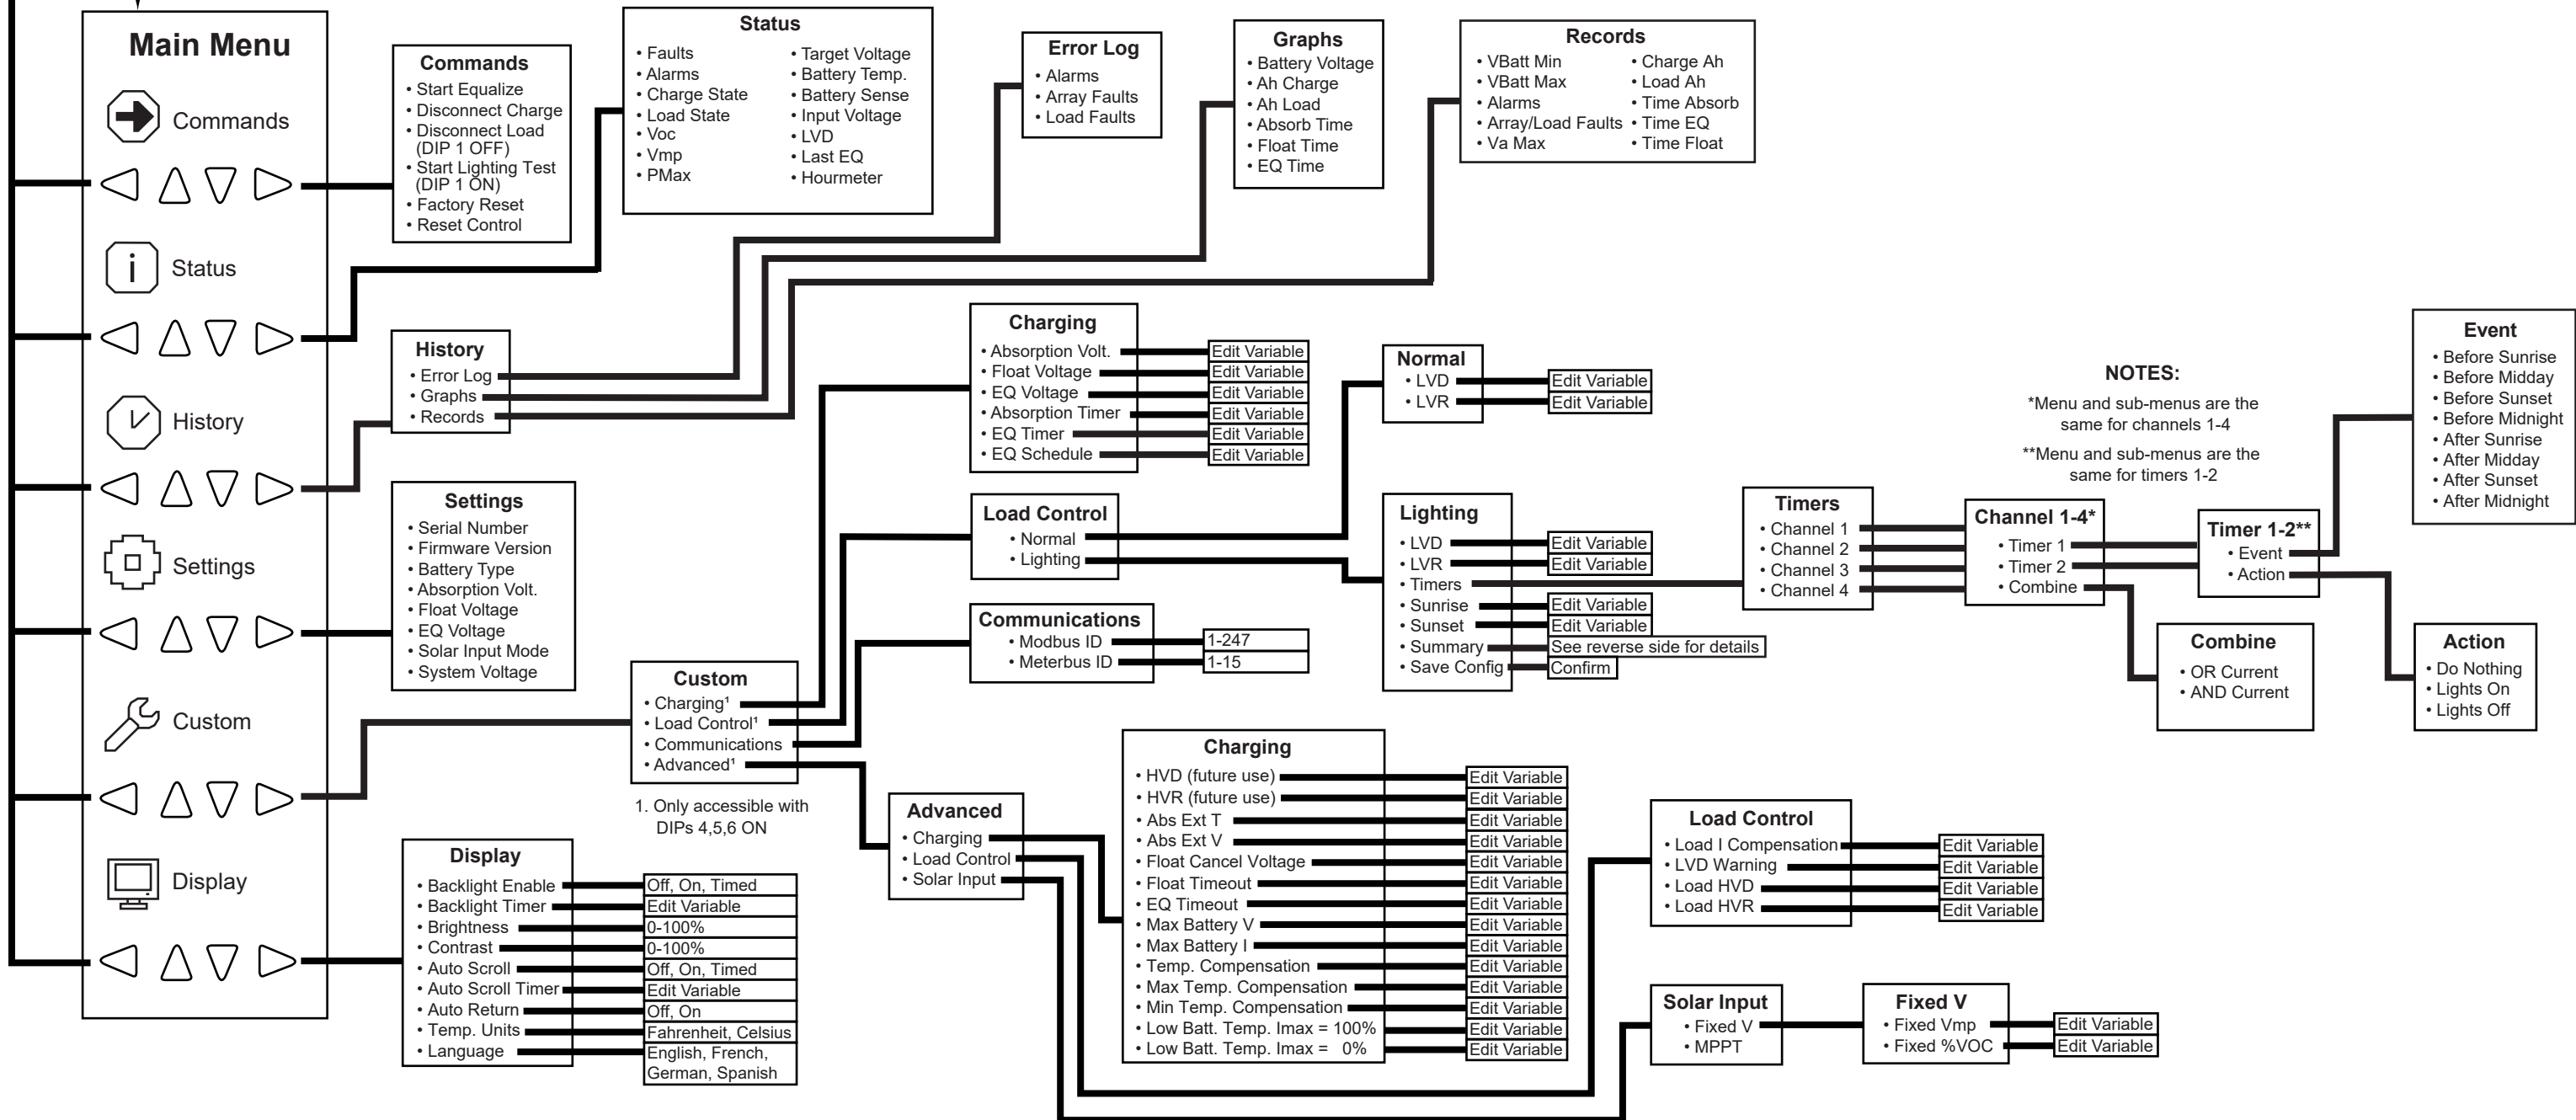 Main Menu
Commands
Status
History
Settings
Custom
Display
Commands
• Start Equalize
• Disconnect Charge
• Disconnect Load
(DIP 1 OFF)
• Start Lighting Test
(DIP 1 ON)
• Factory Reset
• Reset Control
Status
• Faults
• Alarms
• Charge State
• Load State
• Voc
• Vmp
• PMax
• Target Voltage
• Battery Temp.
• Battery Sense
• Input Voltage
• LVD
• Last EQ
• Hourmeter
Error Log
• Alarms
• Array Faults
• Load Faults
Graphs
• Battery Voltage
• Ah Charge
• Ah Load
• Absorb Time
• Float Time
• EQ Time
Records
• VBatt Min
• VBatt Max
• Alarms
• Array/Load Faults
• Va Max
• Charge Ah
• Load Ah
• Time Absorb
• Time EQ
• Time Float
History
• Error Log
• Graphs
• Records
Settings
• Serial Number
• Firmware Version
• Battery Type
• Absorption Volt.
• Float Voltage
• EQ Voltage
• Solar Input Mode
• System Voltage
Custom
• Charging¹
• Load Control¹
• Communications
• Advanced¹
1. Only accessible with
DIPs 4,5,6 ON
Display
• Backlight Enable Off, On, Timed
• Backlight Timer Edit Variable
• Brightness 0-100%
• Contrast 0-100%
• Auto Scroll Off, On, Timed
• Auto Scroll Timer Edit Variable
• Auto Return Off, On
• Temp. Units Fahrenheit, Celsius
• Language English, French,
German, Spanish
Charging
• Absorption Volt. Edit Variable
• Float Voltage Edit Variable
• EQ Voltage Edit Variable
• Absorption Timer Edit Variable
• EQ Timer Edit Variable
• EQ Schedule Edit Variable
Load Control
• Normal
• Lighting
Communications
• Modbus ID 1-247
• Meterbus ID 1-15
Normal
• LVD Edit Variable
• LVR Edit Variable
Lighting
• LVD Edit Variable
• LVR Edit Variable
• Timers
• Sunrise Edit Variable
• Sunset Edit Variable
• Summary See reverse side for details
• Save Config Confirm
Timers
• Channel 1
• Channel 2
• Channel 3
• Channel 4
NOTES:
*Menu and sub-menus are the
same for channels 1-4
**Menu and sub-menus are the
same for timers 1-2
Channel 1-4*
• Timer 1
• Timer 2
• Combine
Timer 1-2**
• Event
• Action
Event
• Before Sunrise
• Before Midday
• Before Sunset
• Before Midnight
• After Sunrise
• After Midday
• After Sunset
• After Midnight
Combine
• OR Current
• AND Current
Action
• Do Nothing
• Lights On
• Lights Off
Advanced
• Charging
• Load Control
• Solar Input
Charging
• HVD (future use) Edit Variable
• HVR (future use) Edit Variable
• Abs Ext T Edit Variable
• Abs Ext V Edit Variable
• Float Cancel Voltage Edit Variable
• Float Timeout Edit Variable
• EQ Timeout Edit Variable
• Max Battery V Edit Variable
• Max Battery I Edit Variable
• Temp. Compensation Edit Variable
• Max Temp. Compensation Edit Variable
• Min Temp. Compensation Edit Variable
• Low Batt. Temp. Imax = 100% Edit Variable
• Low Batt. Temp. Imax = 0% Edit Variable
Load Control
• Load I Compensation Edit Variable
• LVD Warning Edit Variable
• Load HVD Edit Variable
• Load HVR Edit Variable
Solar Input
• Fixed V
• MPPT
Fixed V
• Fixed Vmp Edit Variable
• Fixed %VOC Edit Variable